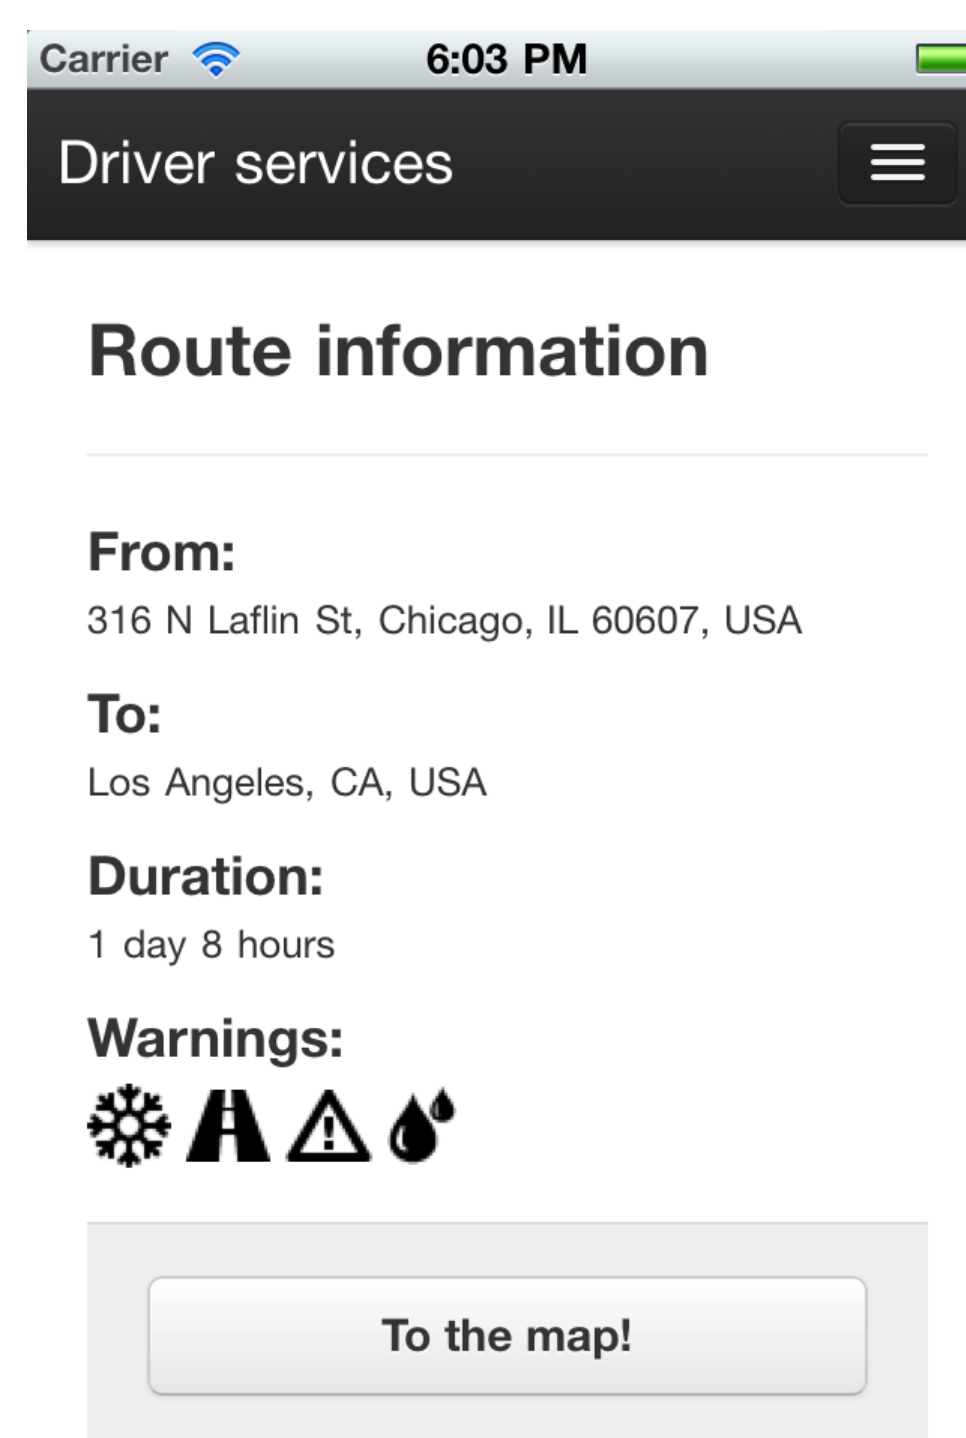 Carrier 6:03 PM
Driver services
Route information
From:
316 N Laflin St, Chicago, IL 60607, USA
To:
Los Angeles, CA, USA
Duration:
1 day 8 hours
Warnings:
To the map!